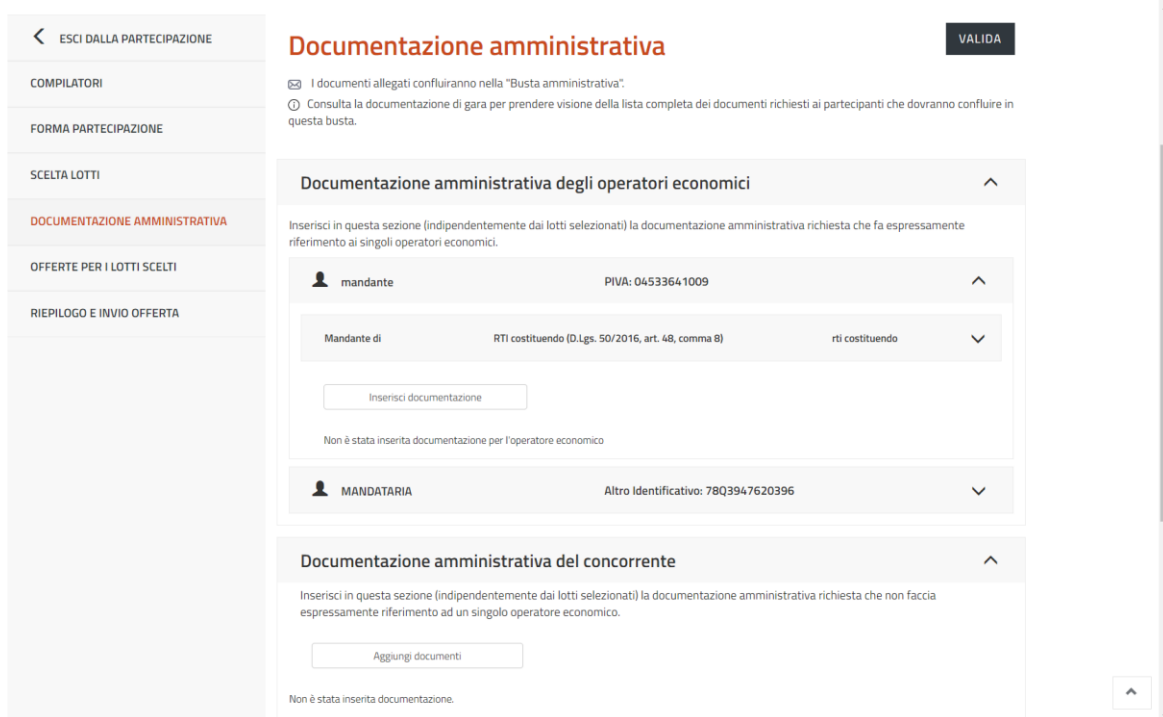 ESCI DALLA PARTECIPAZIONE
COMPILATORI
FORMA PARTECIPAZIONE
SCELTA LOTTI
DOCUMENTAZIONE AMMINISTRATIVA
OFFERTE PER I LOTTI SCELTI
RIEPILOGO E INVIO OFFERTA
Documentazione amministrativa
VALIDA
I documenti allegati confluiranno nella "Busta amministrativa".
Consulta la documentazione di gara per prendere visione della lista completa dei documenti richiesti ai partecipanti che dovranno confluire in
questa busta.
Documentazione amministrativa degli operatori economici
Inserisci in questa sezione (indipendentemente dai lotti selezionati) la documentazione amministrativa richiesta che fa espressamente
riferimento ai singoli operatori economici.
mandante PIVA: 04533641009
Mandante di RTI costituendo (D.Lgs. 50/2016, art. 48, comma 8) rti costituendo
Inserisci documentazione
Non è stata inserita documentazione per l'operatore economico
MANDATARIA Altro Identificativo: 78Q3947620396
Documentazione amministrativa del concorrente
Inserisci in questa sezione (indipendentemente dai lotti selezionati) la documentazione amministrativa richiesta che non faccia
espressamente riferimento ad un singolo operatore economico.
Aggiungi documenti
Non è stata inserita documentazione.